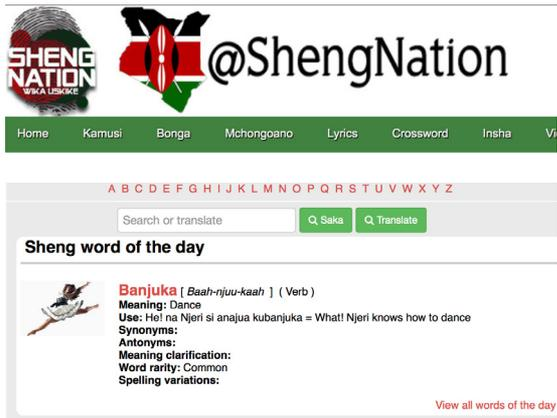 SHENG
NATION
WIKA USKIKE
@ShengNation
Home Kamusi Bonga Mchongoano Lyrics Crossword Insha Vi
A B C D E F G H I J K L M N O P Q R S T U V W X Y Z
Search or translate Saka Translate
Sheng word of the day
Banjuka [ Baah-njuu-kaah ] ( Verb )
Meaning: Dance
Use: He! na Njeri si anajua kubanjuka = What! Njeri knows how to dance
Synonyms:
Antonyms:
Meaning clarification:
Word rarity: Common
Spelling variations:
View all words of the day